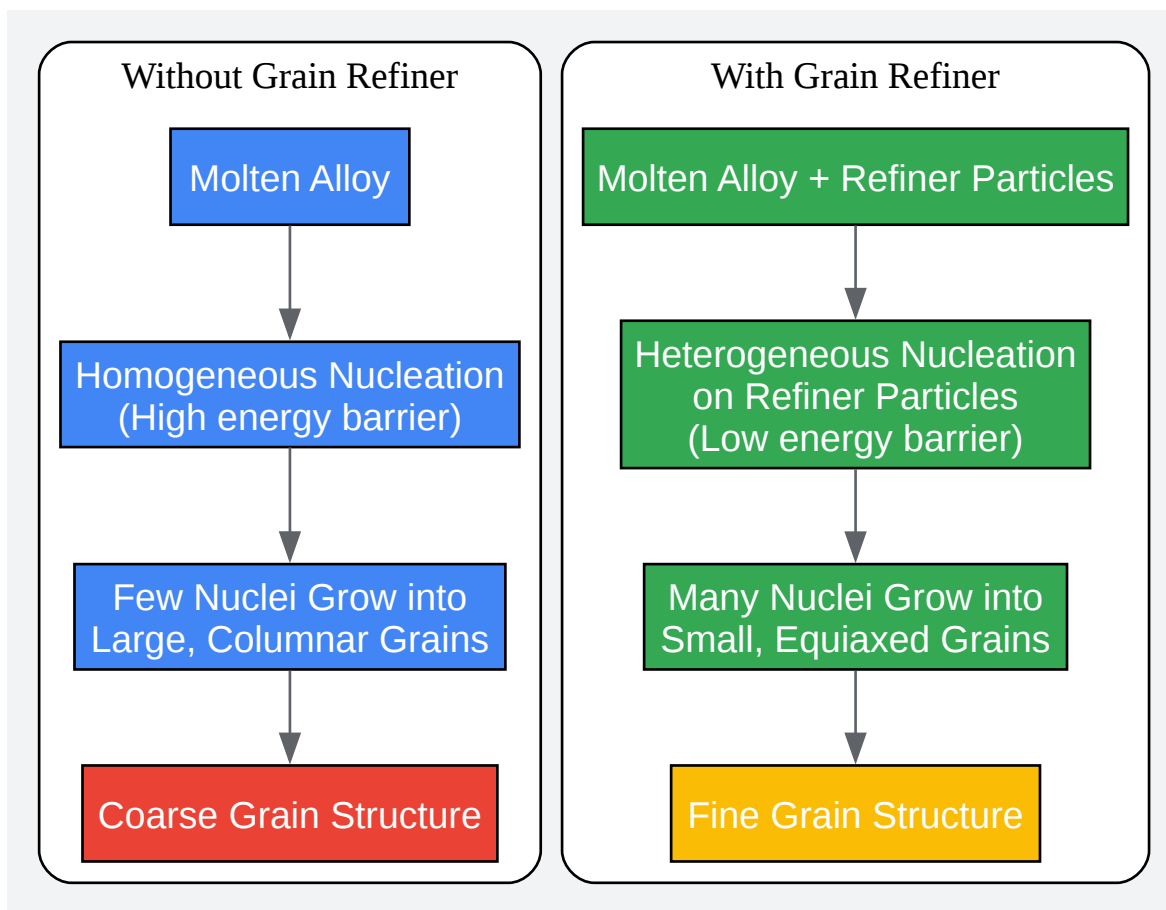 Without Grain Refiner
Molten Alloy
Homogeneous Nucleation
(High energy barrier)
Few Nuclei Grow into
Large, Columnar Grains
Coarse Grain Structure
With Grain Refiner
Molten Alloy + Refiner Particles
Heterogeneous Nucleation
on Refiner Particles
(Low energy barrier)
Many Nuclei Grow into
Small, Equiaxed Grains
Fine Grain Structure